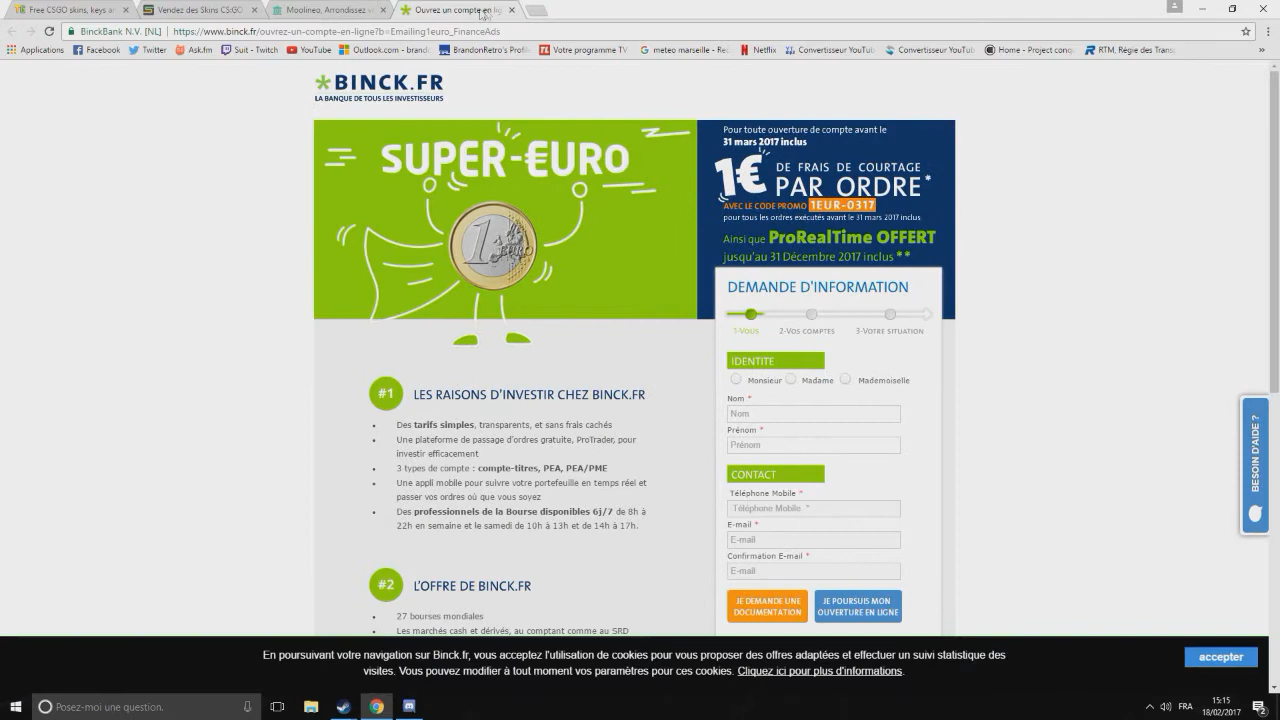 Free CSGO skins, keys an
Vendez des Skins CSGO
Moolineo, Arrondissez v
Ouvrez un compte en lig
BinckBank N.V. [NL]
https://www.binck.fr/ouvrez-un-compte-en-ligne?b=Emailing1euro_FinanceAds
Applications
BrandonRetro's Profile
Votre programme TV
meteo marseille - Re
Netflix
Convertisseur YouTub
Convertisseur YouTub
Home - Project conq
RTM, Régie des Trans
*BINCK.FR
LA BANQUE DE TOUS LES INVESTISSEURS
SUPER-€URO
1
Pour toute ouverture de compte avant le
31 mars 2017 inclus
1€ DE FRAIS DE COURTAGE
PAR ORDRE*
AVEC LE CODE PROMO 1EUR-0317
pour tous les ordres exécutés avant le 31 mars 2017 inclus
Ainsi que ProRealTime OFFERT
jusqu'au 31 Décembre 2017 inclus **
DEMANDE D'INFORMATION
1-VOUS
2-VOS COMPTES
3-VOTRE SITUATION
IDENTITE
Monsieur Madame Mademoiselle
Nom *
Nom
Prénom *
Prénom
CONTACT
Téléphone Mobile *
Téléphone Mobile *
E-mail *
E-mail
Confirmation E-mail *
E-mail
JE DEMANDE UNE
DOCUMENTATION
JE POURSUIS MON
OUVERTURE EN LIGNE
#1 LES RAISONS D'INVESTIR CHEZ BINCK.FR
• Des tarifs simples, transparents, et sans frais cachés
• Une plateforme de passage d'ordres gratuite, ProTrader, pour
investir efficacement
• 3 types de compte : compte-titres, PEA, PEA/PME
• Une appli mobile pour suivre votre portefeuille en temps réel et
passer vos ordres où que vous soyez
• Des professionnels de la Bourse disponibles 6j/7 de 8h à
22h en semaine et le samedi de 10h à 13h et de 14h à 17h.
#2 L'OFFRE DE BINCK.FR
• 27 bourses mondiales
Les marchés cash et dérivés, au comptant comme au SRD
BESOIN D'AIDE ?
En poursuivant votre navigation sur Binck.fr, vous acceptez l'utilisation de cookies pour vous proposer des offres adaptées et effectuer un suivi statistique des
visites. Vous pouvez modifier à tout moment vos paramètres pour ces cookies. Cliquez ici pour plus d'informations.
accepter
Posez-moi une question.
FRA
15:15
18/02/2017
2